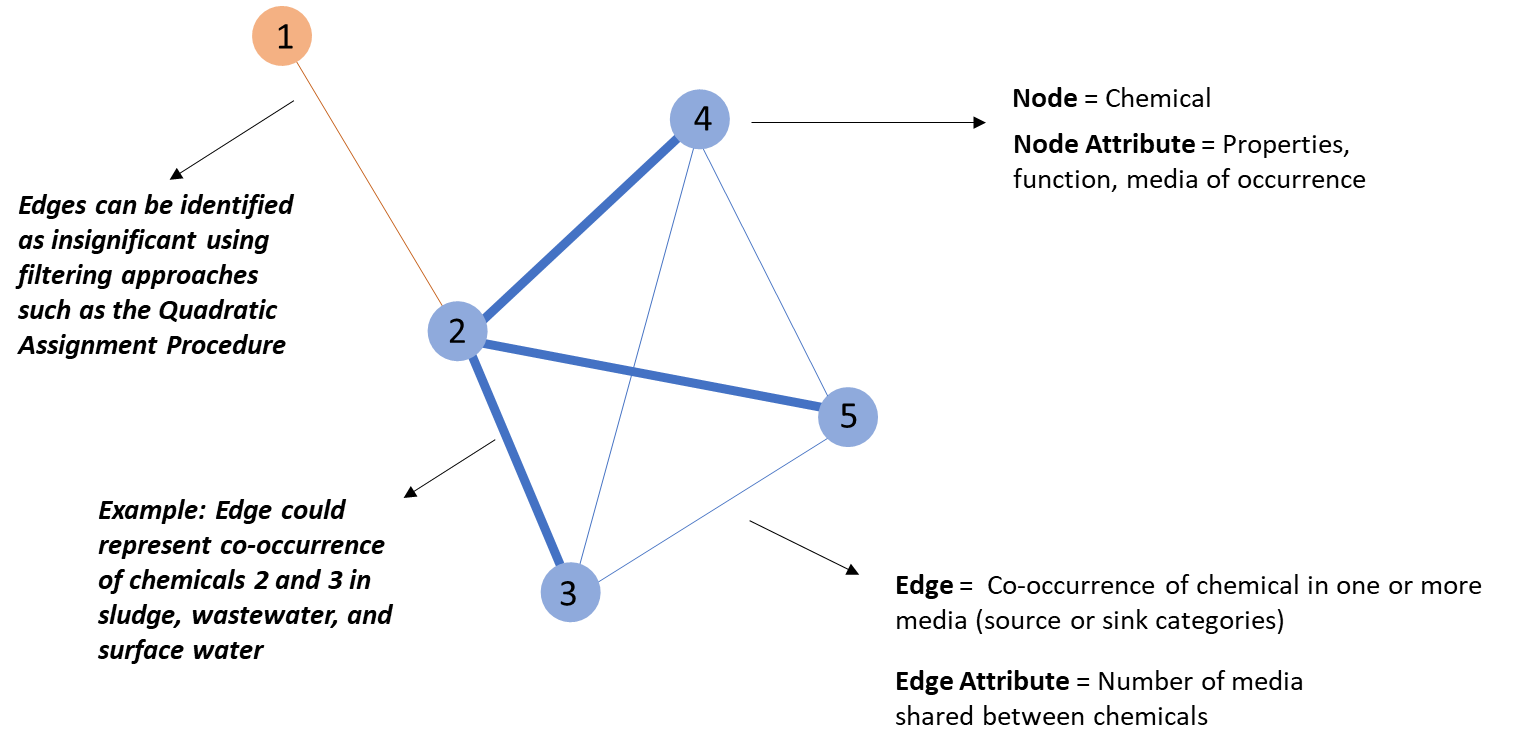 1
4
Node = Chemical
Node Attribute = Properties,
function, media of occurrence
Edges can be identified
as insignificant using
filtering approaches
such as the Quadratic
Assignment Procedure
2
5
Example: Edge could
represent co-occurrence
of chemicals 2 and 3 in
sludge, wastewater, and
surface water
3
Edge = Co-occurrence of chemical in one or more
media (source or sink categories)
Edge Attribute = Number of media
shared between chemicals